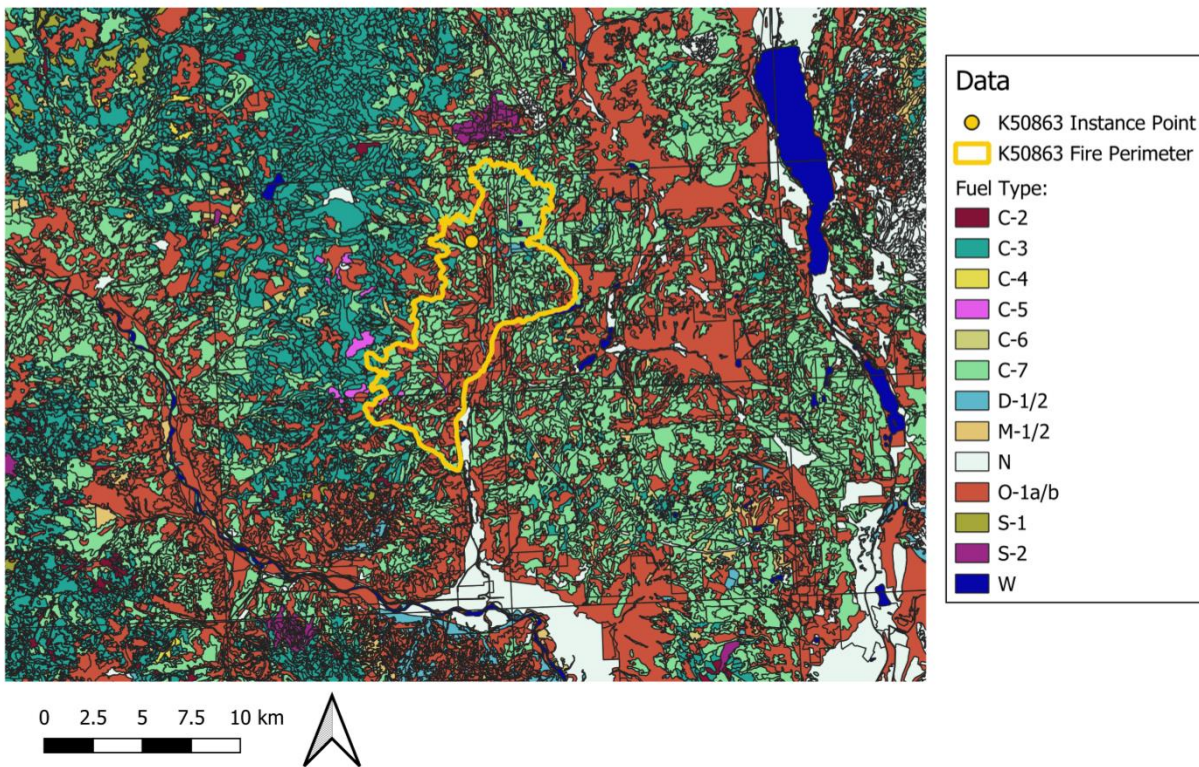 Data
K50863 Instance Point
K50863 Fire Perimeter
Fuel Type:
C-2
C-3
C-4
C-5
C-6
C-7
D-1/2
M-1/2
N
O-1a/b
S-1
S-2
W
0 2.5 5 7.5 10 km